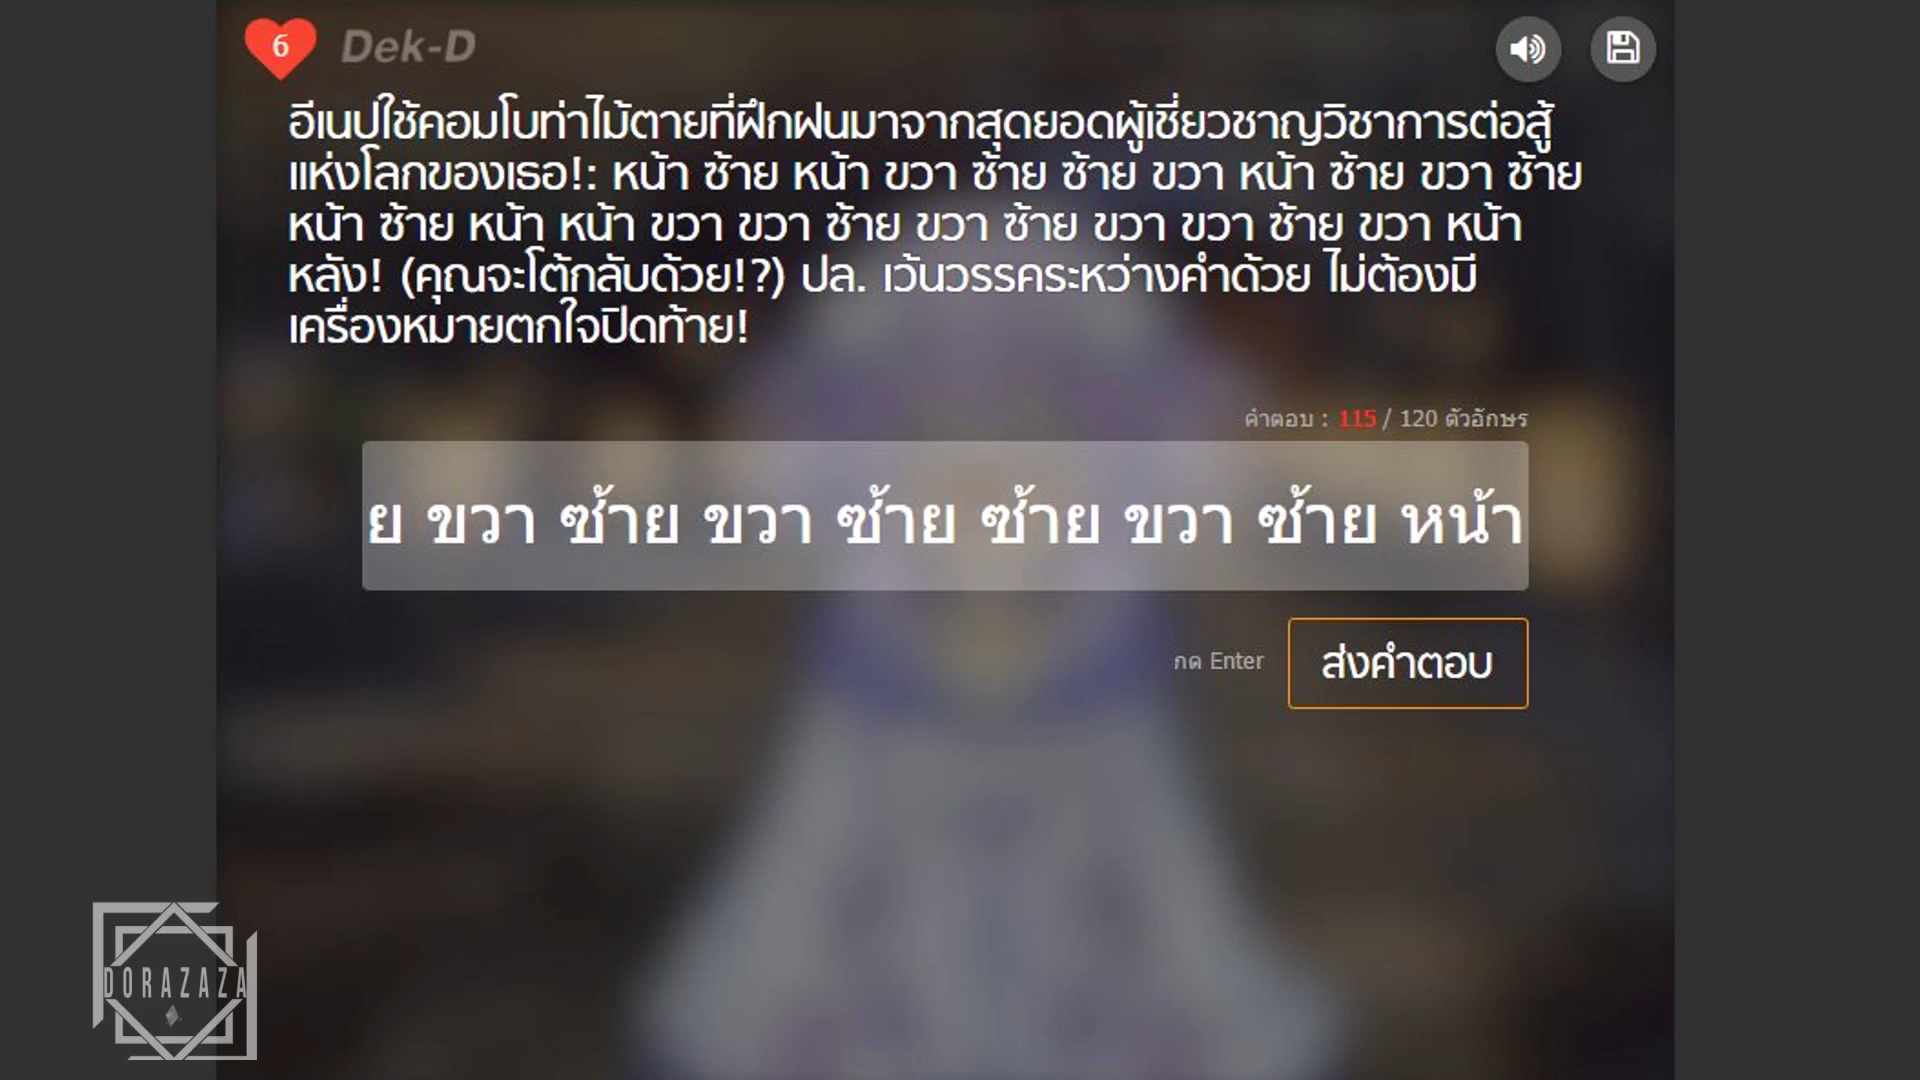 6 Dek-D
อีเนปใช้คอมโบท่าไม้ตายที่ฝึกฝนมาจากสุดยอดผู้เชี่ยวชาญวิชาการต่อสู้
แห่งโลกของเธอ!: หน้า ซ้าย หน้า ขวา ซ้าย ซ้าย ขวา หน้า ซ้าย ขวา ซ้าย
หน้า ซ้าย หน้า หน้า ขวา ขวา ซ้าย ขวา ซ้าย ขวา ขวา ซ้าย ขวา หน้า
หลัง! (คุณจะโต้กลับด้วย!?) ปล. เว้นวรรคระหว่างคำด้วย ไม่ต้องมี
เครื่องหมายตกใจปิดท้าย!
คำตอบ : 115 / 120 ตัวอักษร
ย ขวา ซ้าย ขวา ซ้าย ซ้าย ขวา ซ้าย หน้า
กด Enter ส่งคำตอบ
DORAZAZA